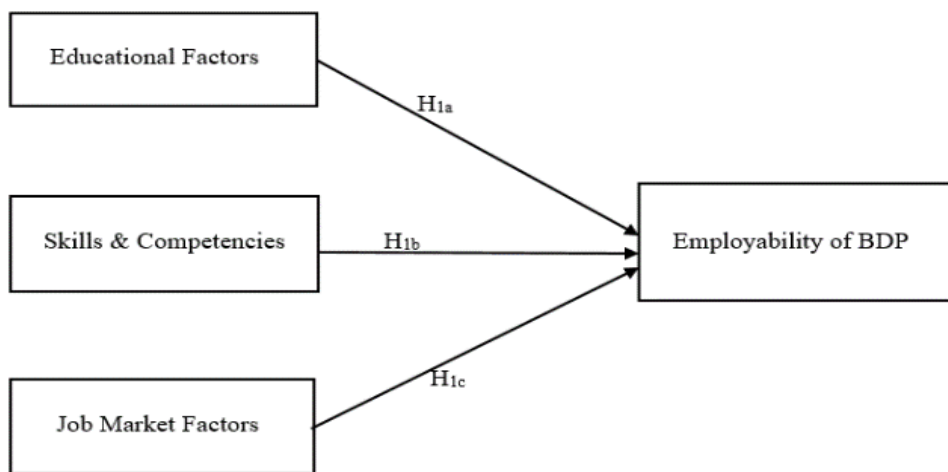 Educational Factors
H1a
Skills & Competencies
H1b
Employability of BDP
H1c
Job Market Factors